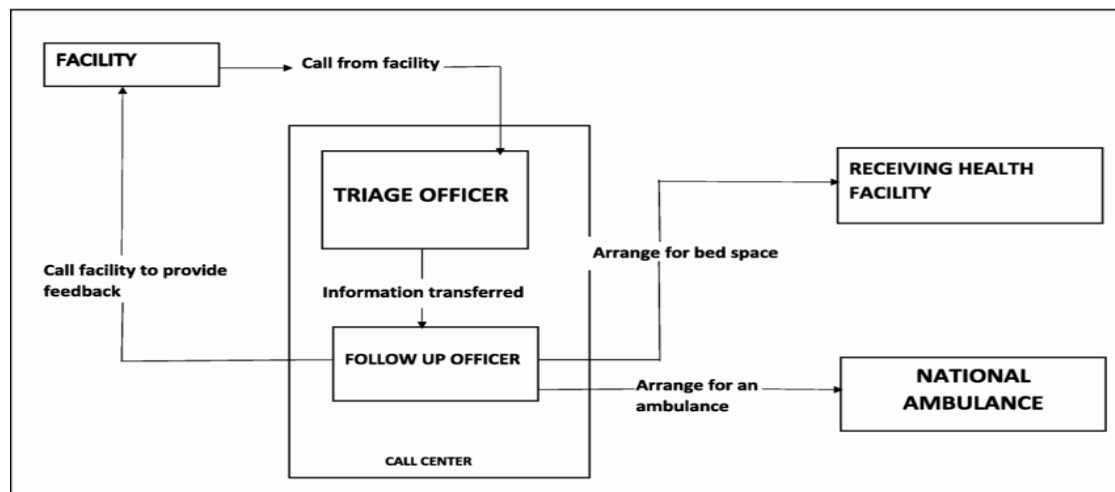 FACILITY
Call from facility
TRIAGE OFFICER
RECEIVING HEALTH
FACILITY
Arrange for bed space
Call facility to provide
feedback
Information transferred
FOLLOW UP OFFICER
Arrange for an
ambulance
NATIONAL
AMBULANCE
CALL CENTER